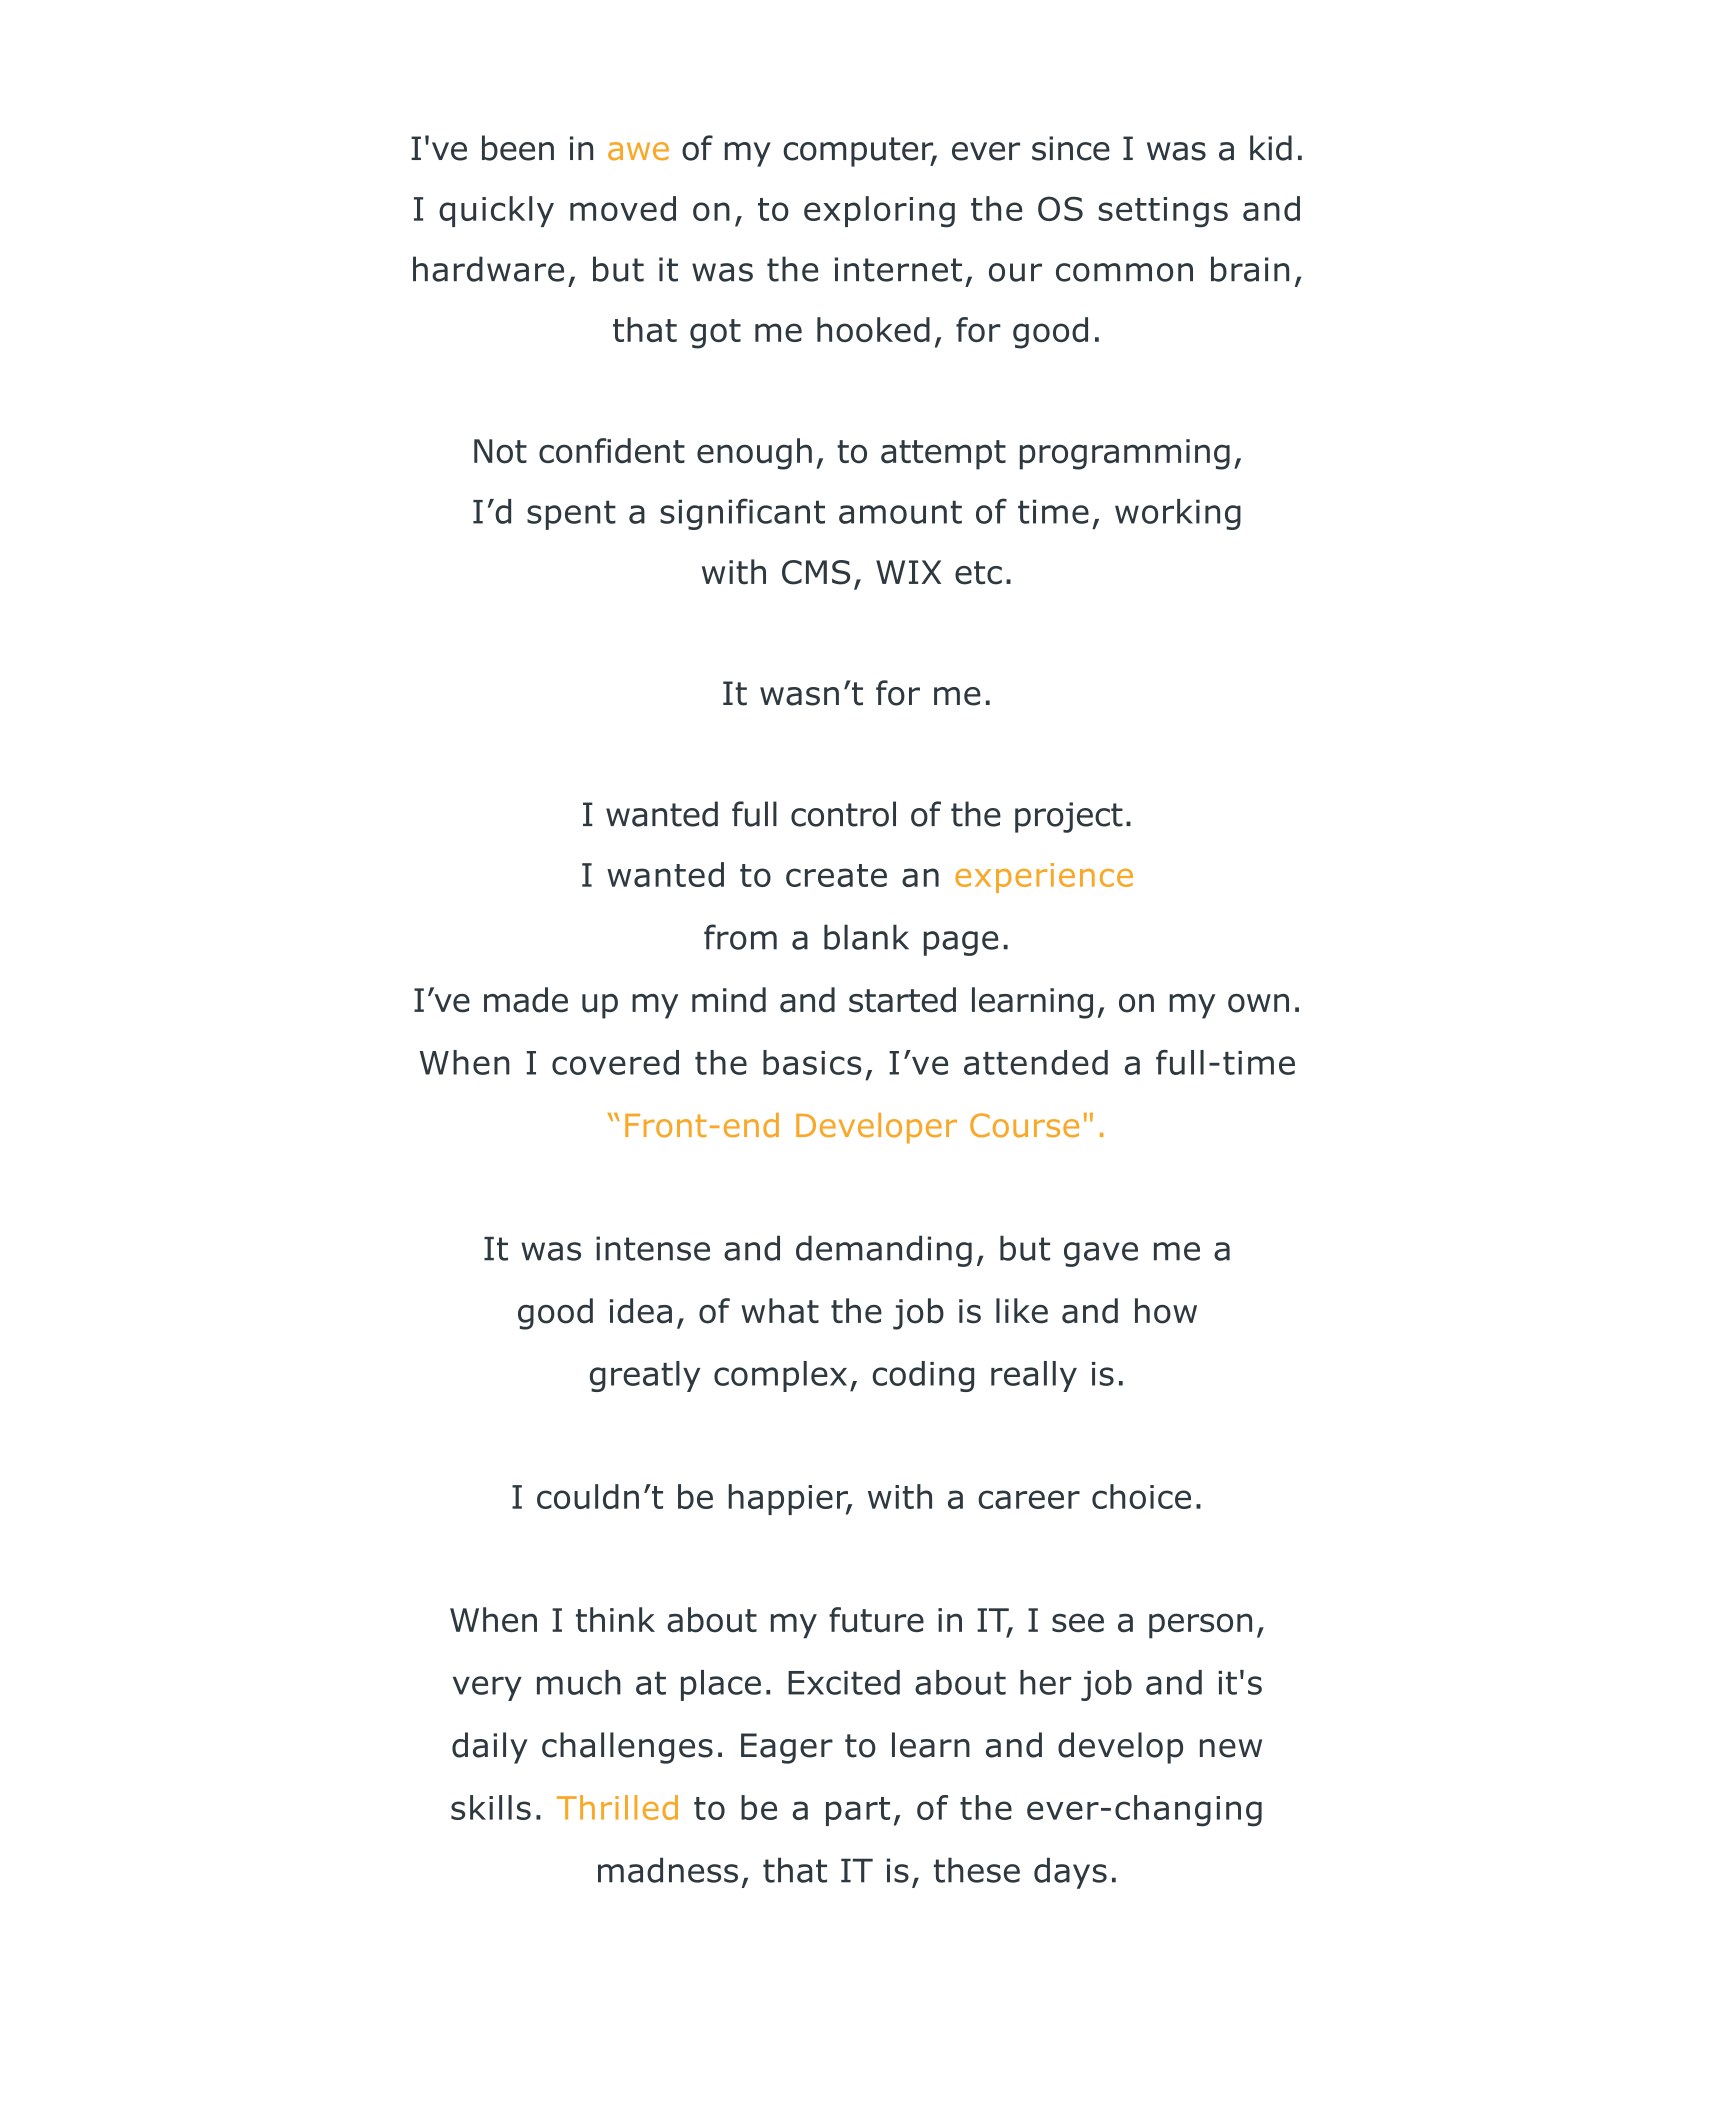 I've been in awe of my computer, ever since I was a kid.
I quickly moved on, to exploring the OS settings and
hardware, but it was the internet, our common brain,
that got me hooked, for good.
Not confident enough, to attempt programming,
I’d spent a significant amount of time, working
with CMS, WIX etc.
It wasn’t for me.
I wanted full control of the project.
I wanted to create an experience
from a blank page.
I’ve made up my mind and started learning, on my own.
When I covered the basics, I’ve attended a full-time
“Front-end Developer Course".
It was intense and demanding, but gave me a
good idea, of what the job is like and how
greatly complex, coding really is.
I couldn’t be happier, with a career choice.
When I think about my future in IT, I see a person,
very much at place. Excited about her job and it's
daily challenges. Eager to learn and develop new
skills. Thrilled to be a part, of the ever-changing
madness, that IT is, these days.